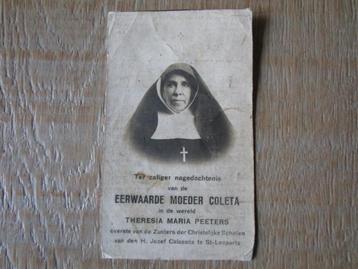 Ter zaliger nagedachtenis
van de
EERWAARDE MOEDER COLETA
in de wereld
THERESIA MARIA PEETERS
overste van de Zusters der Christelijke Scholen
van den H. Jozef Calasans te St-Lenaarts